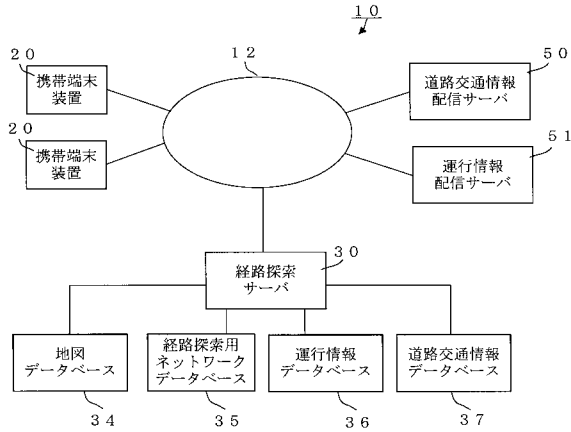 １０
２０
携帯端末
装置
２０
携帯端末
装置
１２
５０
道路交通情報
配信サーバ
５１
運行情報
配信サーバ
３０
経路探索
サーバ
地図
データベース
３４
経路探索用
ネットワーク
データベース
３５
運行情報
データベース
３６
道路交通情報
データベース
３７